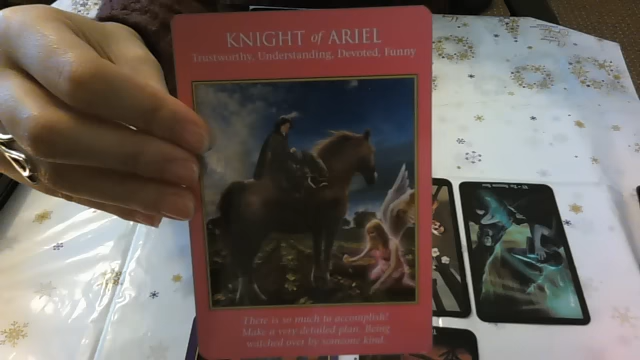 KNIGHT of ARIEL
Trustworthy, Understanding, Devoted, Funny
There is so much to accomplish!
Make a very detailed plan. Being
watched over by someone kind.